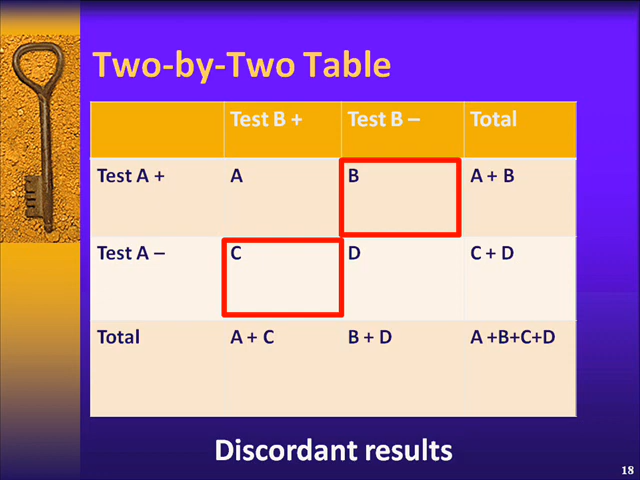 Two-by-Two Table
Test B + Test B – Total
Test A + A B A + B
Test A – C D C + D
Total A + C B + D A +B+C+D
Discordant results
18